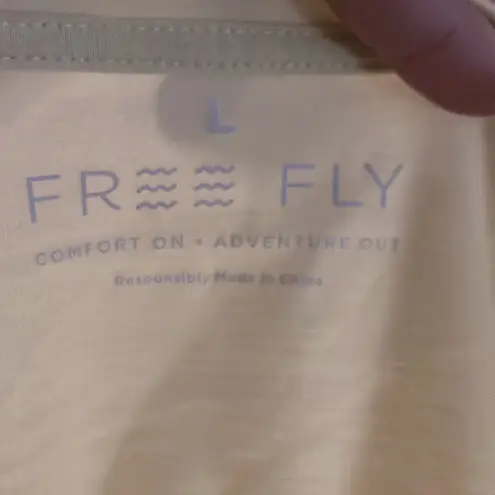 L
FREE FLY
COMFORT ON • ADVENTURE OUT
Responsibly Made in China